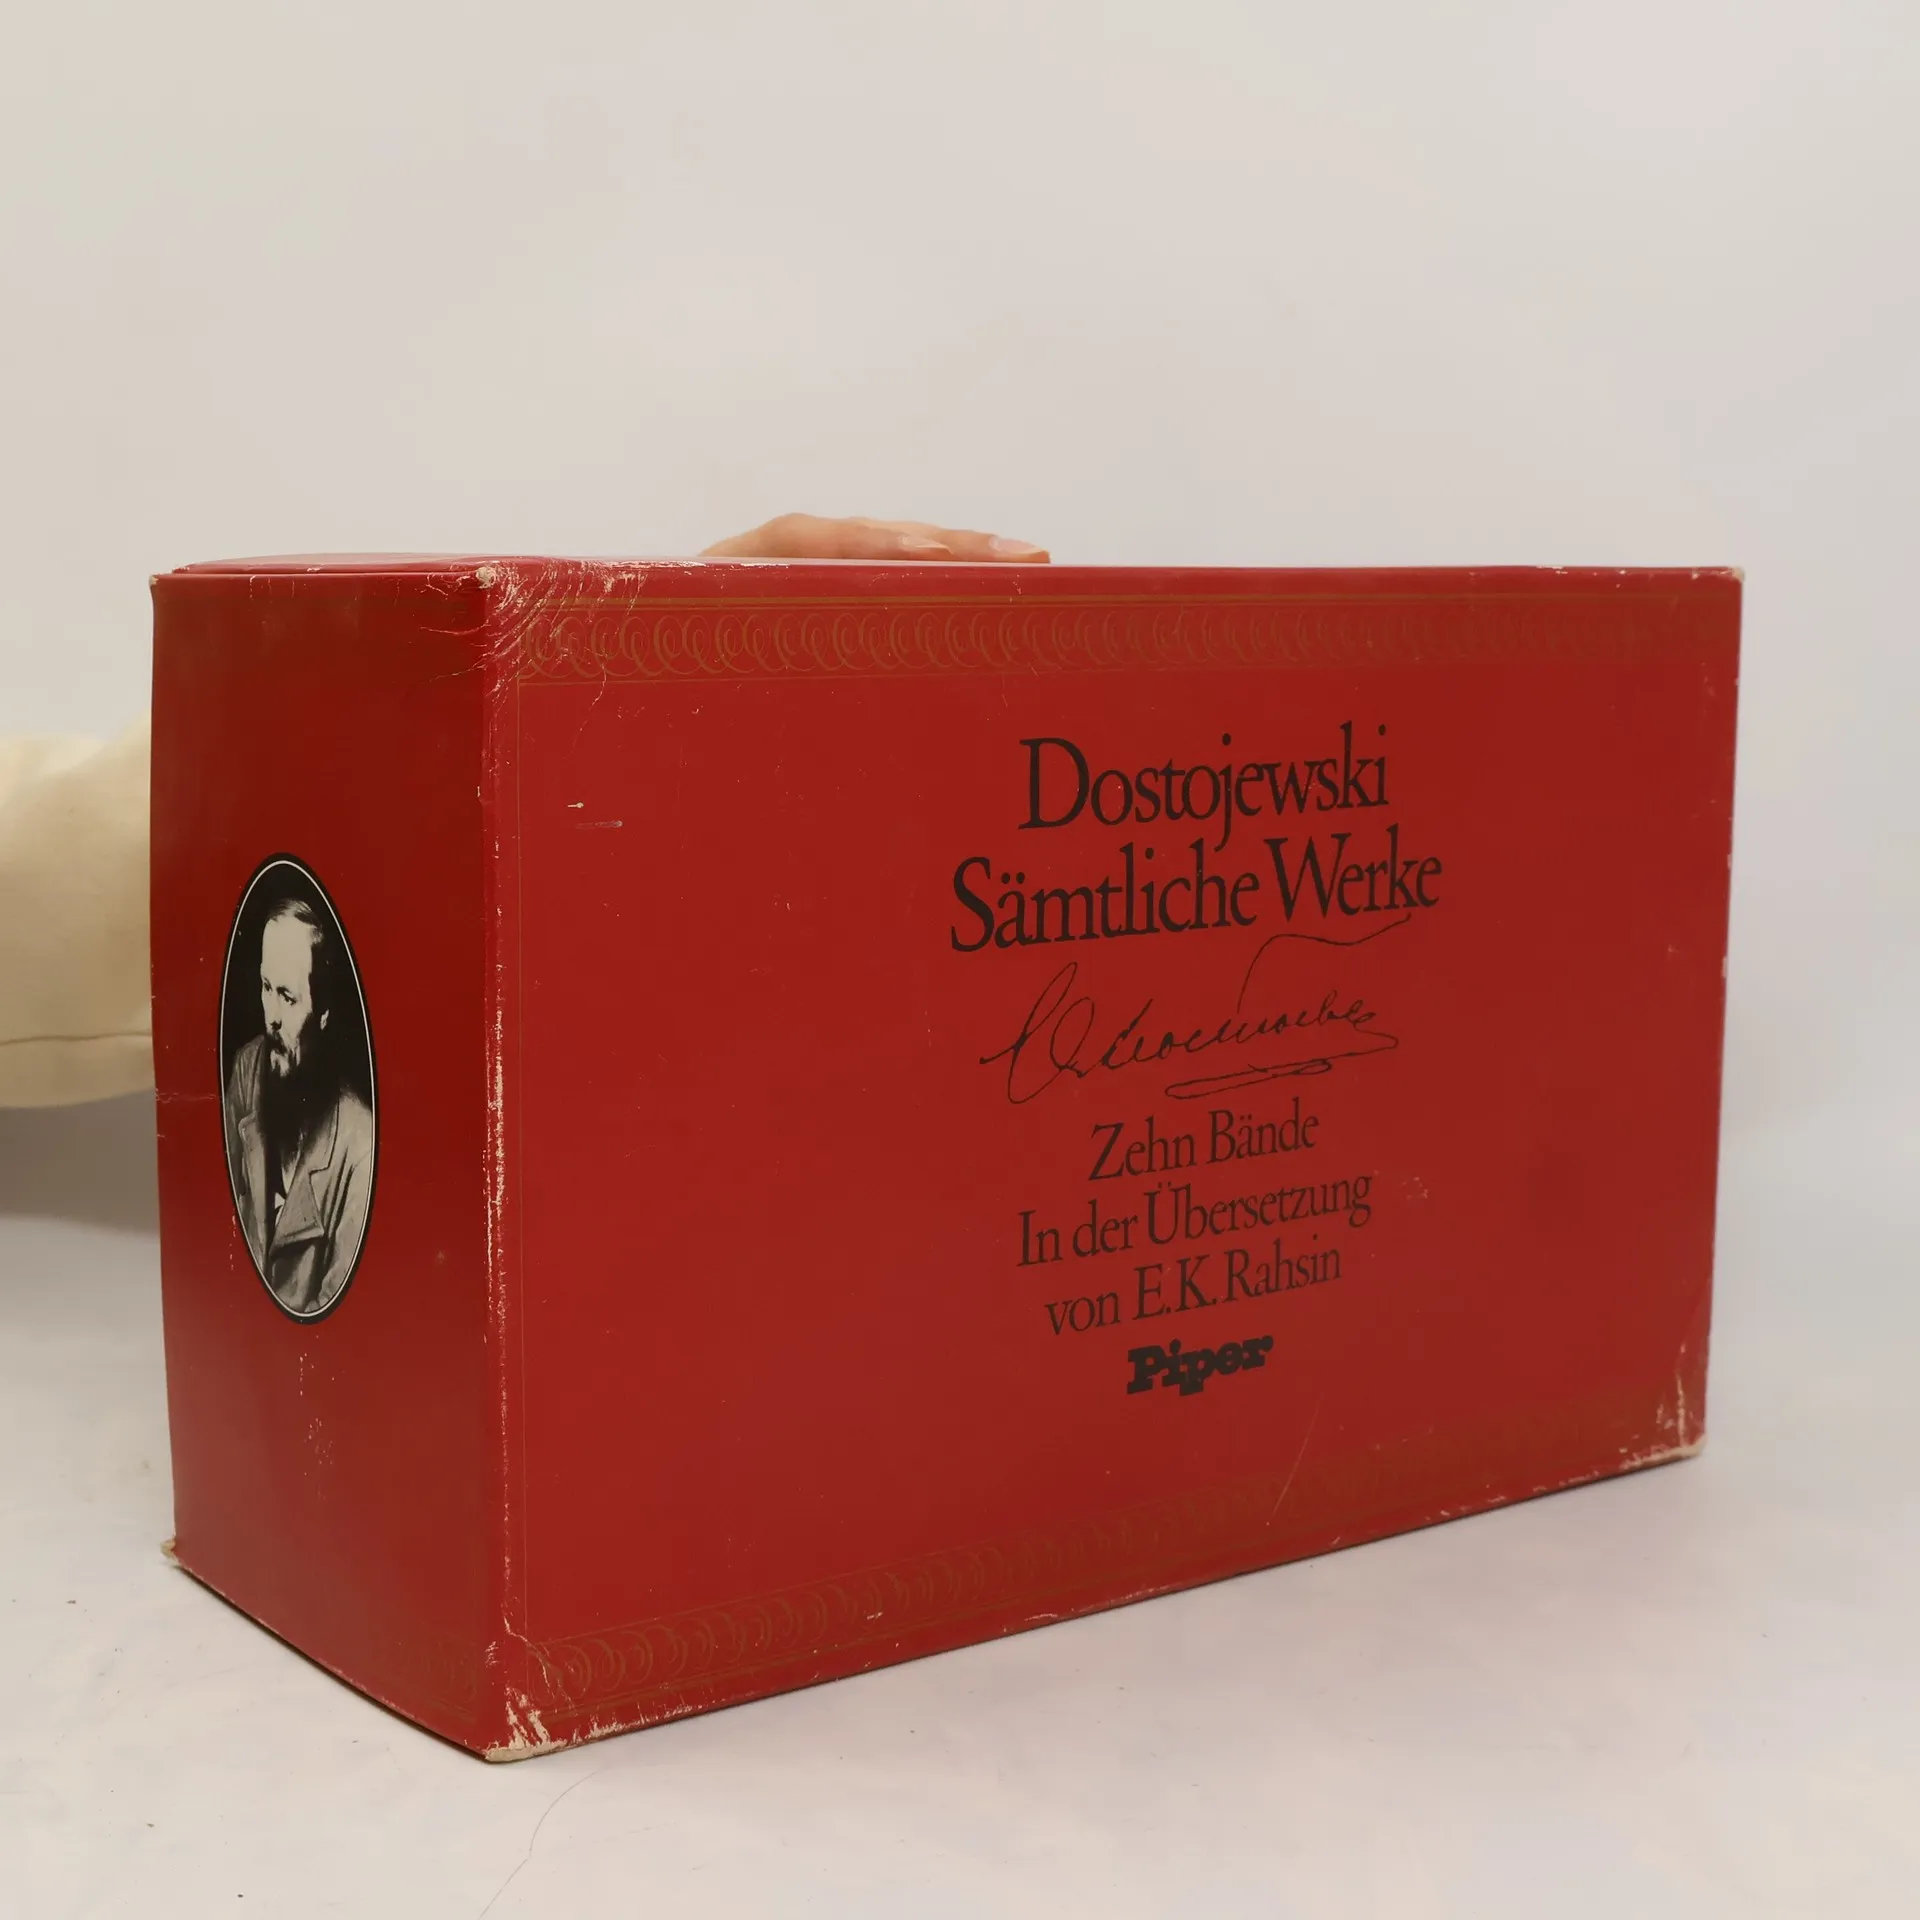 Dostojewski
Sämtliche Werke
Zehn Bände
In der Übersetzung
von E. K. Rahsin
Piper